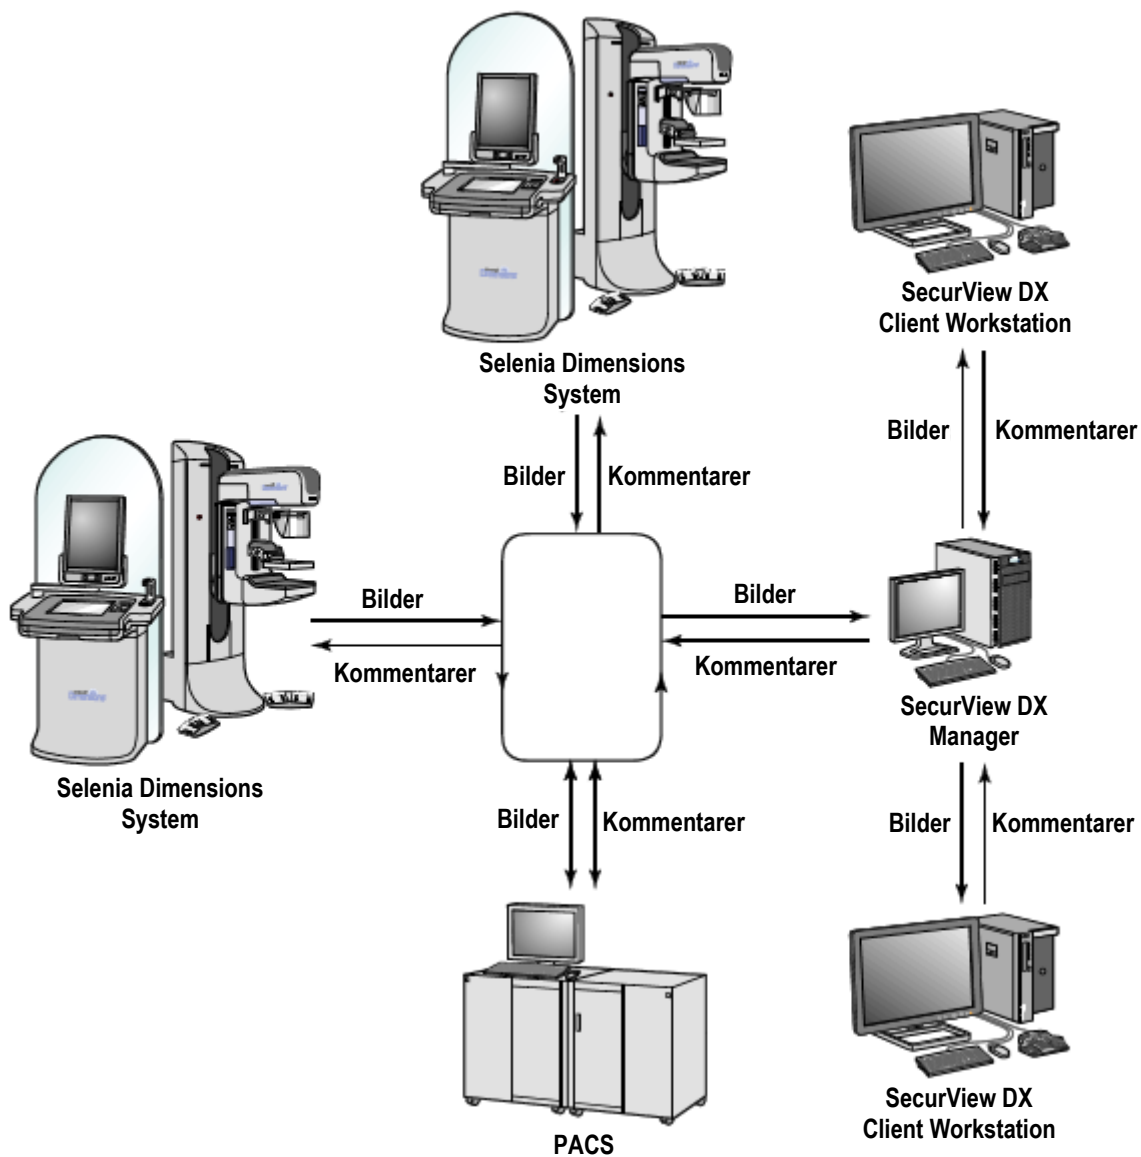 SecurView DX
Client Workstation
Selenia Dimensions
System
Bilder
Kommentarer
Bilder
Kommentarer
Bilder
Kommentarer
Bilder
Kommentarer
SecurView DX
Manager
Selenia Dimensions
System
Bilder
Kommentarer
Bilder
Kommentarer
SecurView DX
Client Workstation
PACS